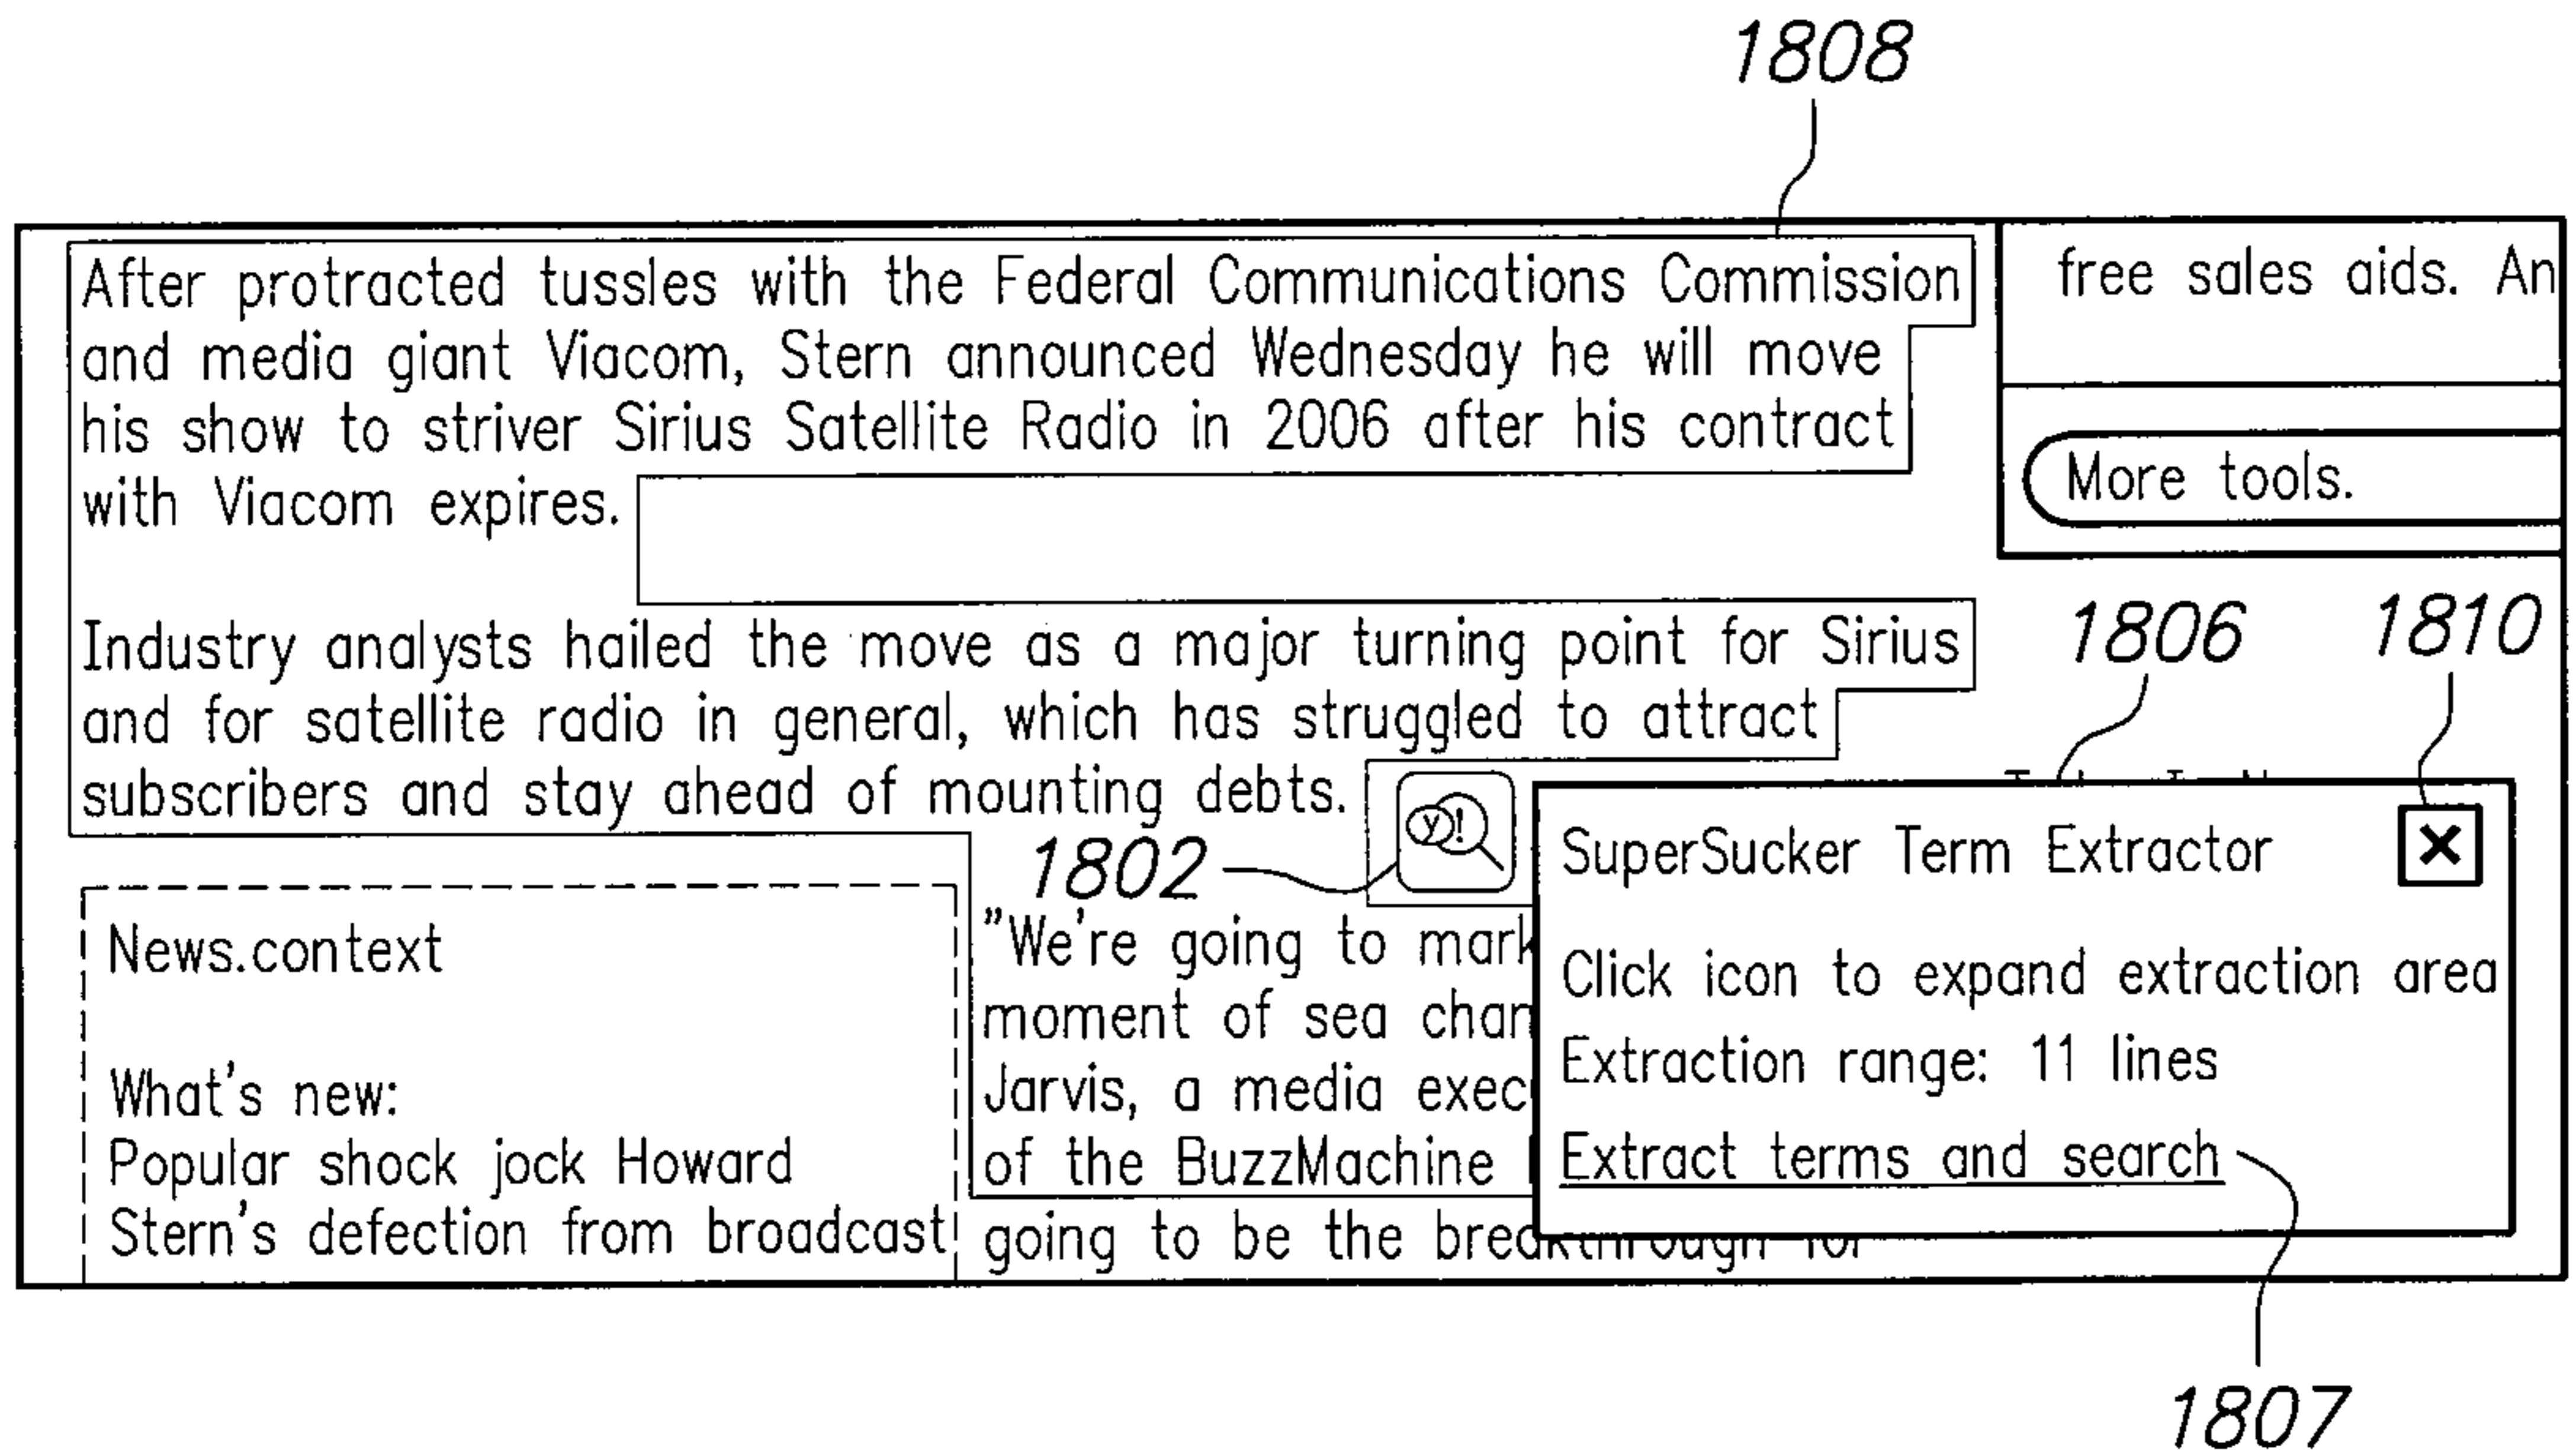 1808
After protracted tussles with the Federal Communications Commission
and media giant Viacom, Stern announced Wednesday he will move
his show to striver Sirius Satellite Radio in 2006 after his contract
with Viacom expires.
Industry analysts hailed the move as a major turning point for Sirius
and for satellite radio in general, which has struggled to attract
subscribers and stay ahead of mounting debts.
free sales aids. An
More tools.
1806
1810
1802
y!
News.context
What's new:
Popular shock jock Howard
Stern's defection from broadcast
"We're going to mark
moment of sea chan
Jarvis, a media exec
of the BuzzMachine
going to be the breakthrough for
SuperSucker Term Extractor
Click icon to expand extraction area
Extraction range: 11 lines
Extract terms and search
1807